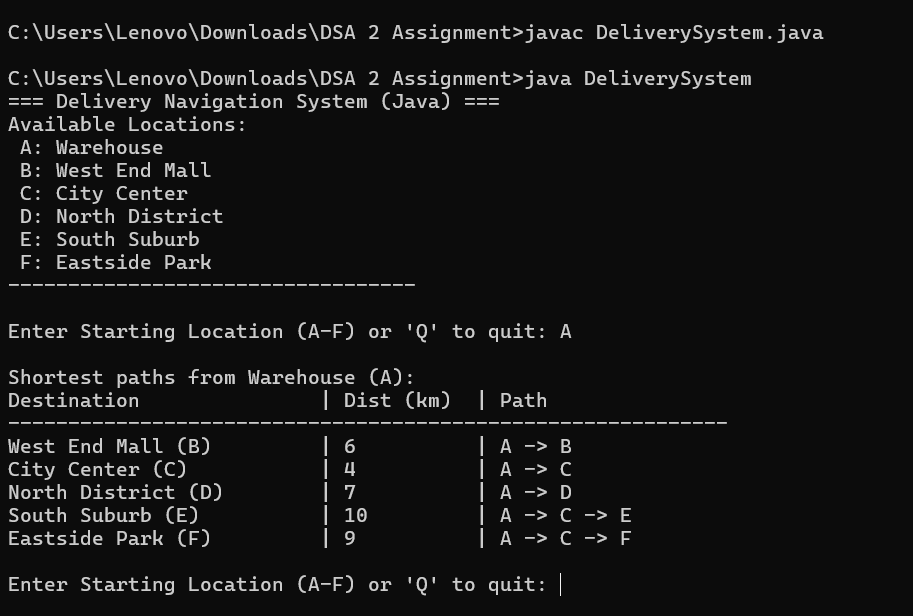 C:\Users\Lenovo\Downloads\DSA 2 Assignment>javac DeliverySystem.java
C:\Users\Lenovo\Downloads\DSA 2 Assignment>java DeliverySystem
=== Delivery Navigation System (Java) ===
Available Locations:
 A: Warehouse
 B: West End Mall
 C: City Center
 D: North District
 E: South Suburb
 F: Eastside Park
----------------------------------
Enter Starting Location (A-F) or 'Q' to quit: A
Shortest paths from Warehouse (A):
Destination               | Dist (km)  | Path
------------------------------------------------------------
West End Mall (B)         | 6          | A -> B
City Center (C)           | 4          | A -> C
North District (D)        | 7          | A -> D
South Suburb (E)          | 10         | A -> C -> E
Eastside Park (F)         | 9          | A -> C -> F
Enter Starting Location (A-F) or 'Q' to quit: